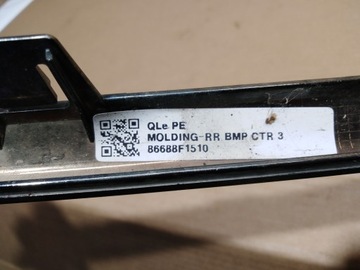 QLe PE
MOLDING-RR BMP CTR 3
86688F1510